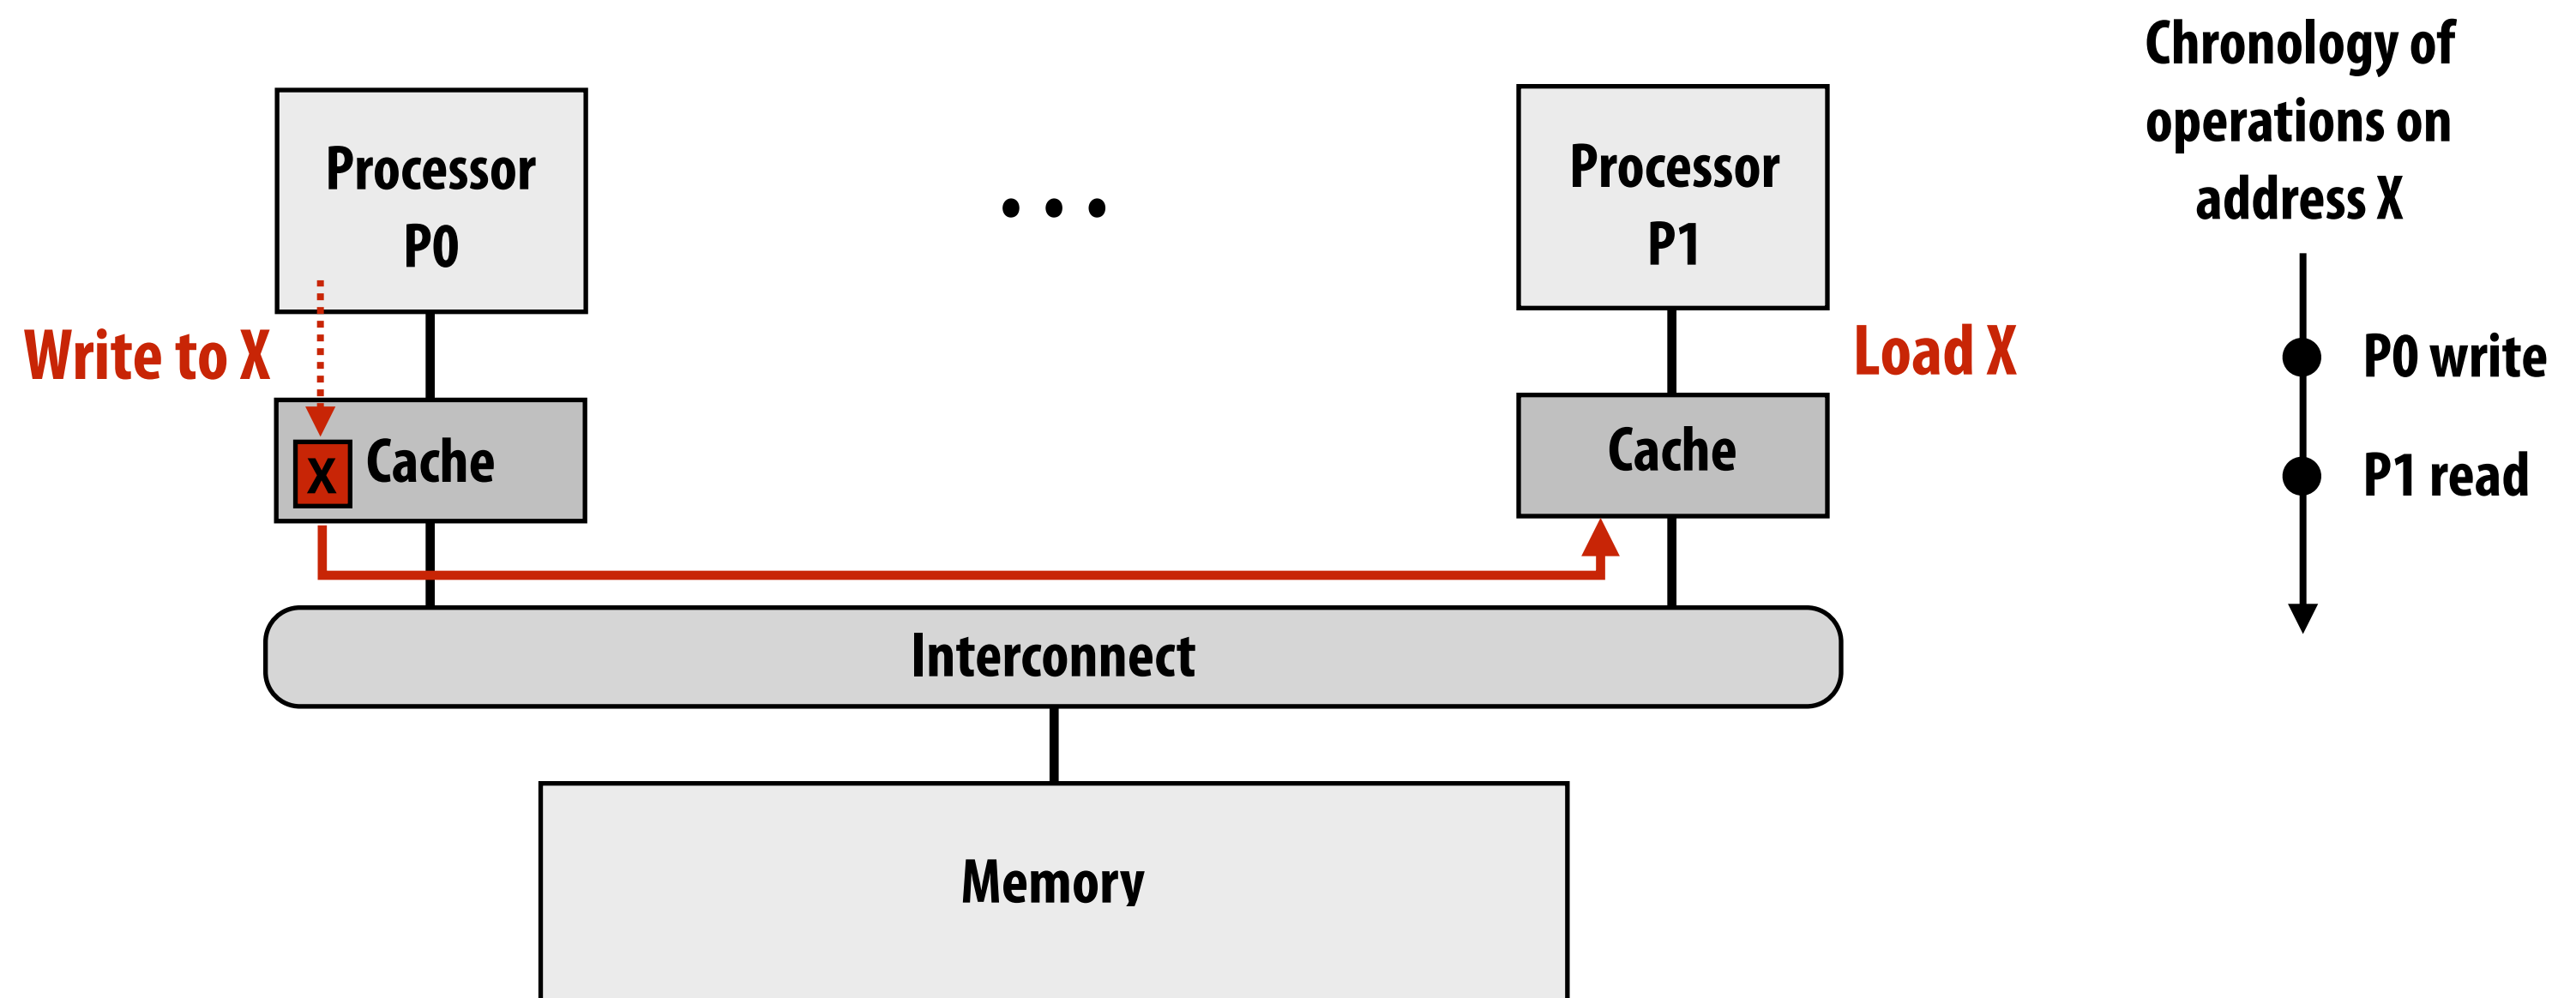 Chronology of
operations on
address X
Processor
P0
Processor
P1
Write to X
Load X
P0 write
X
Cache
Cache
P1 read
Interconnect
Memory